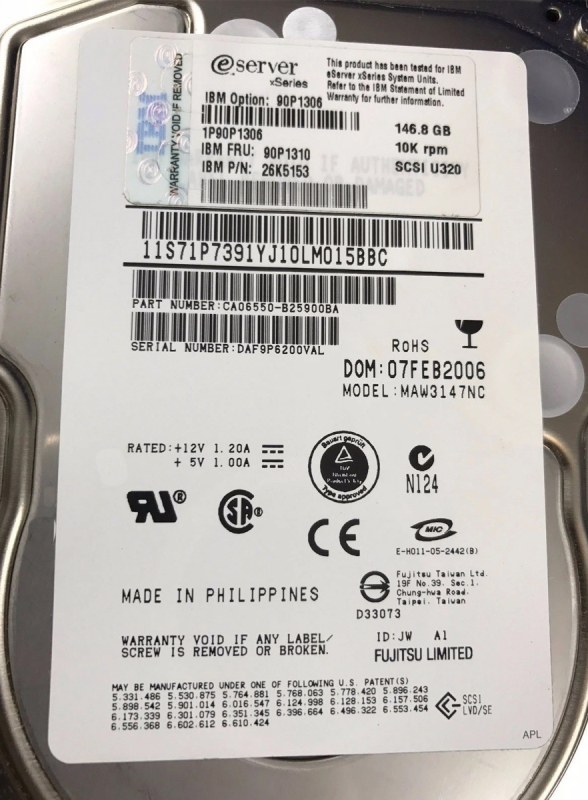 WARRANTY VOID IF REMOVED
IBM
eserver
xSeries
This product has been tested for IBM
eServer xSeries System Units.
Refer to the IBM Statement of Limited
Warranty for further information.
IBM Option: 90P1306
1P90P1306
IBM FRU: 90P1310
IBM P/N: 26K5153
146.8 GB
10K rpm
SCSI U320
11S71P7391YJ10LM015BBC
PART NUMBER:CA06550-B25900BA
SERIAL NUMBER:DAF9P6200VAL
RoHS
DOM:07FEB2006
MODEL:MAW3147NC
RATED:+12V 1.20A
+ 5V 1.00A
Bauart geprüft
TÜV
Type approved
N124
RU®
SA®
CE
MIC
E-H011-05-2442(B)
MADE IN PHILIPPINES
D33073
Fujitsu Taiwan Ltd.
19F No.39. Sec.1.
Chung-hwa Road.
Taipei. Taiwan
WARRANTY VOID IF ANY LABEL/
SCREW IS REMOVED OR BROKEN.
ID:JW A1
FUJITSU LIMITED
MAY BE MANUFACTURED UNDER ONE OF FOLLOWING U.S. PATENT(S)
5.331.486 5.530.875 5.764.881 5.768.063 5.778.420 5.896.243
5.898.542 5.901.014 6.016.547 6.124.998 6.128.153 6.157.506
6.173.339 6.301.079 6.351.345 6.396.664 6.496.322 6.553.454
6.556.368 6.602.612 6.610.424
SCSI
LVD/SE
APL